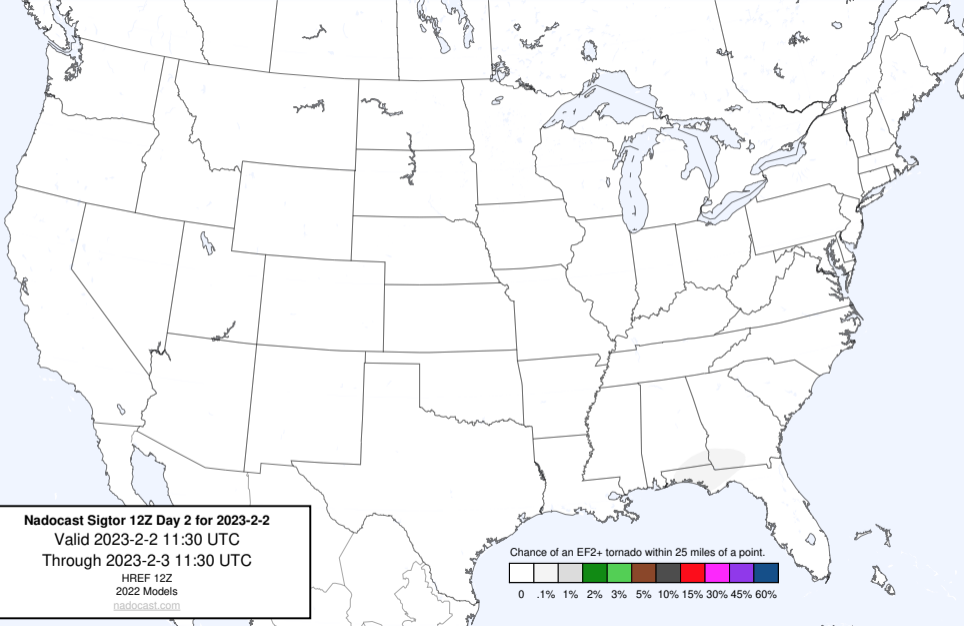 Nadocast Sigtor 12Z Day 2 for 2023-2-2
Valid 2023-2-2 11:30 UTC
Through 2023-2-3 11:30 UTC
HREF 12Z
2022 Models
nadocast.com
Chance of an EF2+ tornado within 25 miles of a point.
0 .1% 1% 2% 3% 5% 10% 15% 30% 45% 60%